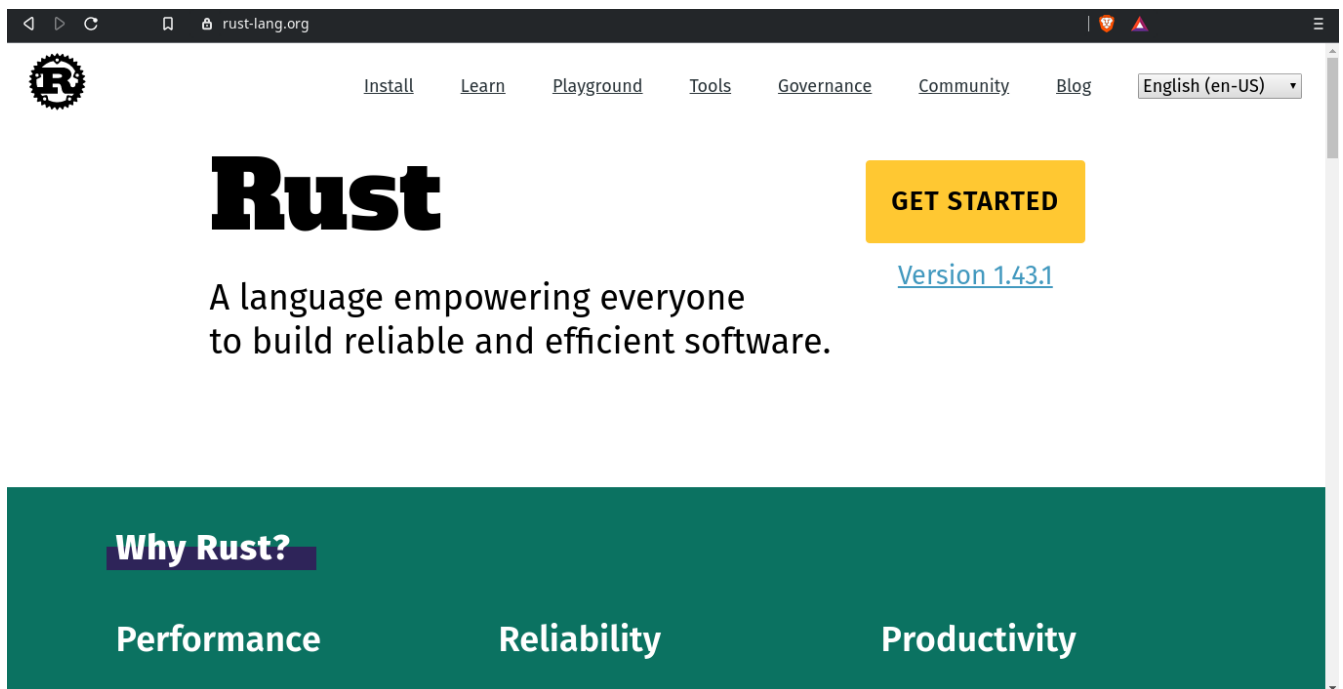 rust-lang.org
R
Install Learn Playground Tools Governance Community Blog English (en-US)
Rust
GET STARTED
Version 1.43.1
A language empowering everyone
to build reliable and efficient software.
Why Rust?
Performance Reliability Productivity